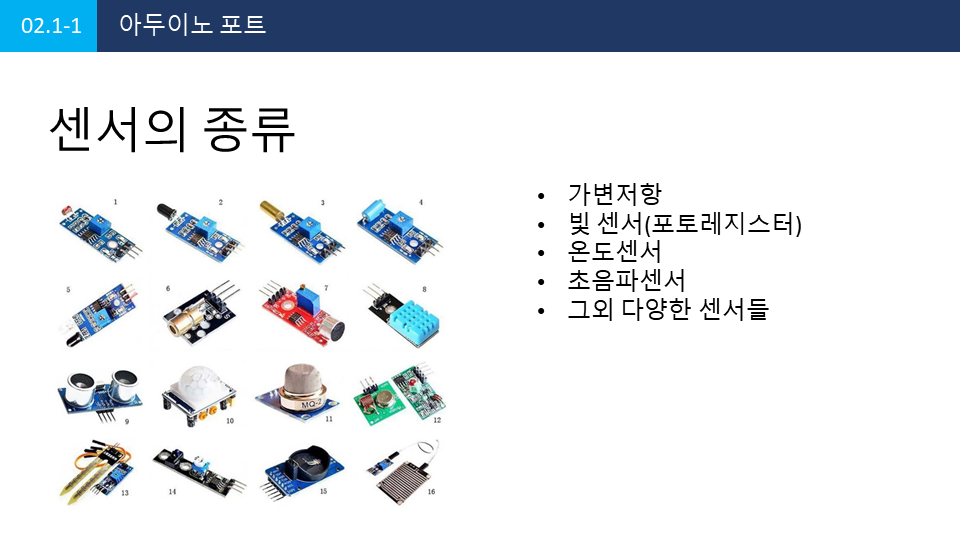 02.1-1
아두이노 포트
센서의 종류
• 가변저항
• 빛 센서(포토레지스터)
• 온도센서
• 초음파센서
• 그외 다양한 센서들
1 2 3 4
5 6 7 8
S
9 10 11 12
MQ-2
13 14 15 16